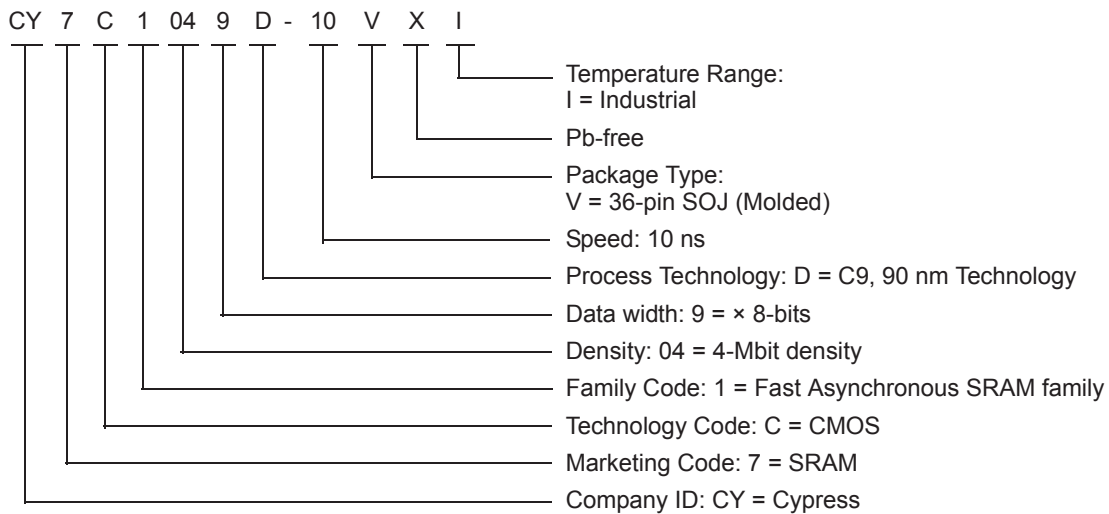 CY 7 C 1 04 9 D - 10 V X I
Temperature Range:
I = Industrial
Pb-free
Package Type:
V = 36-pin SOJ (Molded)
Speed: 10 ns
Process Technology: D = C9, 90 nm Technology
Data width: 9 = × 8-bits
Density: 04 = 4-Mbit density
Family Code: 1 = Fast Asynchronous SRAM family
Technology Code: C = CMOS
Marketing Code: 7 = SRAM
Company ID: CY = Cypress